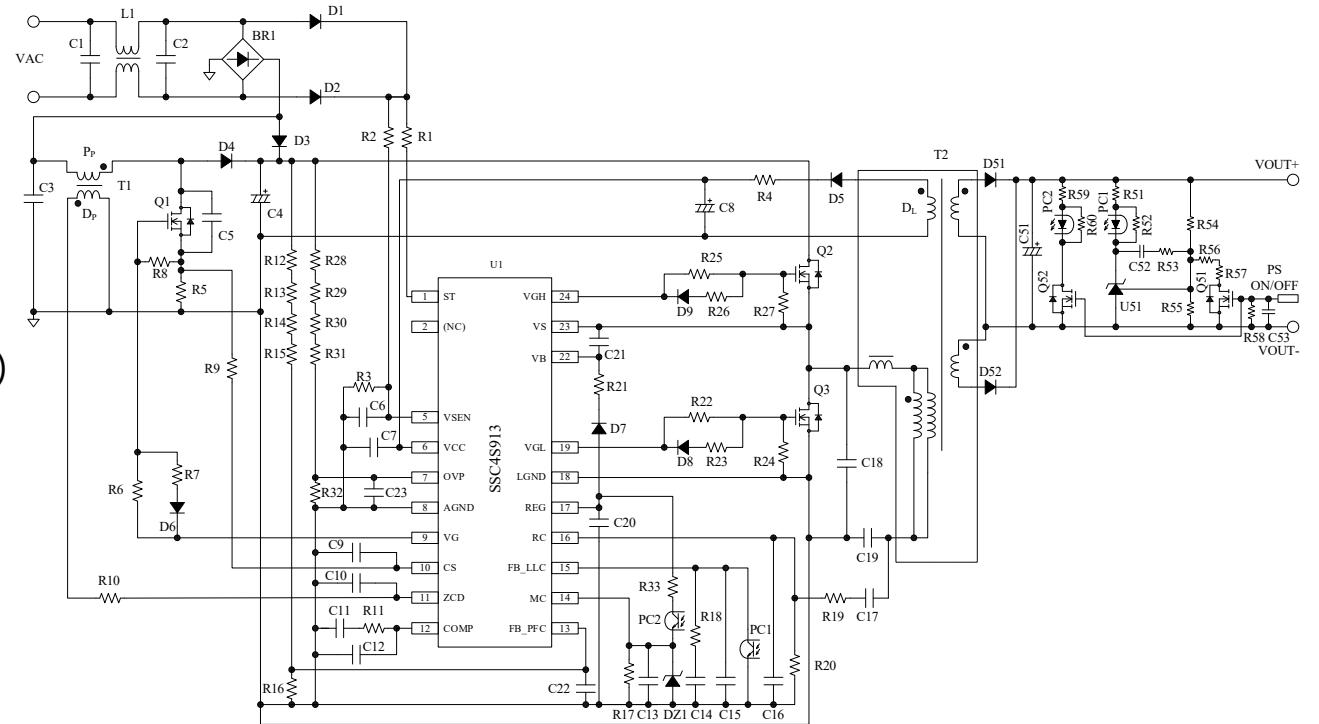 L1
D1
C1
C2
BR1
VAC
D2
R2
R1
D3
P_P
D4
T2
D51
VOUT+
C3
T1
D_P
Q1
C4
C5
C8
R4
D5
D_L
PC2
R59
R60
PC1
R51
R52
R54
C51
C52
R53
R56
R57
Q51
PS
ON/OFF
Q52
U51
R55
R58
C53
VOUT-
R8
R5
R12
R28
R13
R29
R14
R30
R15
R31
R9
U1
SSC4S913
1 ST
2 (NC)
5 VSEN
6 VCC
7 OVP
8 AGND
9 VG
10 CS
11 ZCD
12 COMP
VGH 24
VS 23
VB 22
VGL 19
LGND 18
REG 17
RC 16
FB_LLC 15
MC 14
FB_PFC 13
R25
D9
R26
R27
Q2
C21
R21
D7
R22
D8
R23
R24
Q3
D52
R3
C6
C7
R32
C23
R6
R7
D6
C9
C10
R10
C11
R11
C12
R16
C20
C18
C19
R33
PC2
R18
PC1
R19
C17
R20
C22
R17
C13
DZ1
C14
C15
C16
)